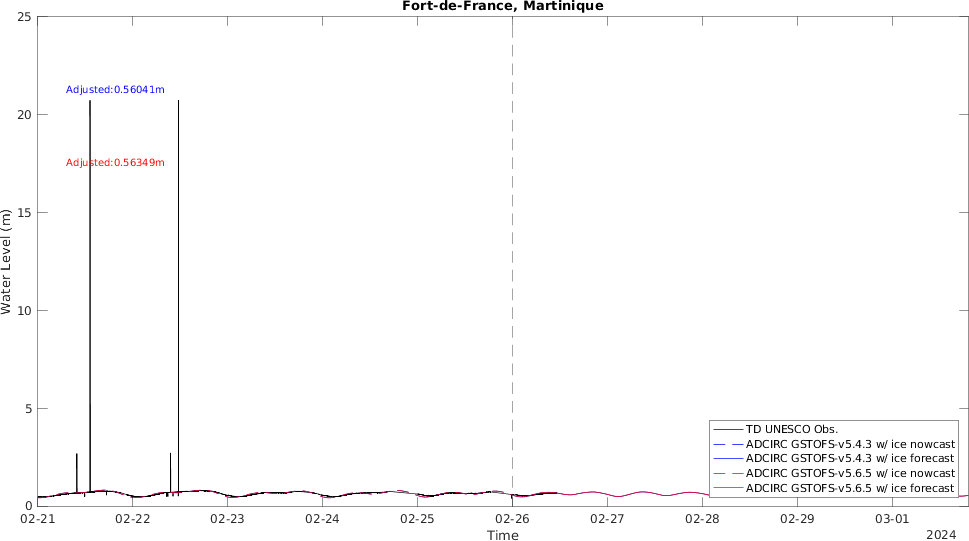 Fort-de-France, Martinique
25
20
15
10
5
0
Water Level (m)
Adjusted:0.56041m
Adjusted:0.56349m
TD UNESCO Obs.
ADCIRC GSTOFS-v5.4.3 w/ ice nowcast
ADCIRC GSTOFS-v5.4.3 w/ ice forecast
ADCIRC GSTOFS-v5.6.5 w/ ice nowcast
ADCIRC GSTOFS-v5.6.5 w/ ice forecast
02-21 02-22 02-23 02-24 02-25 02-26 02-27 02-28 02-29 03-01
Time
2024